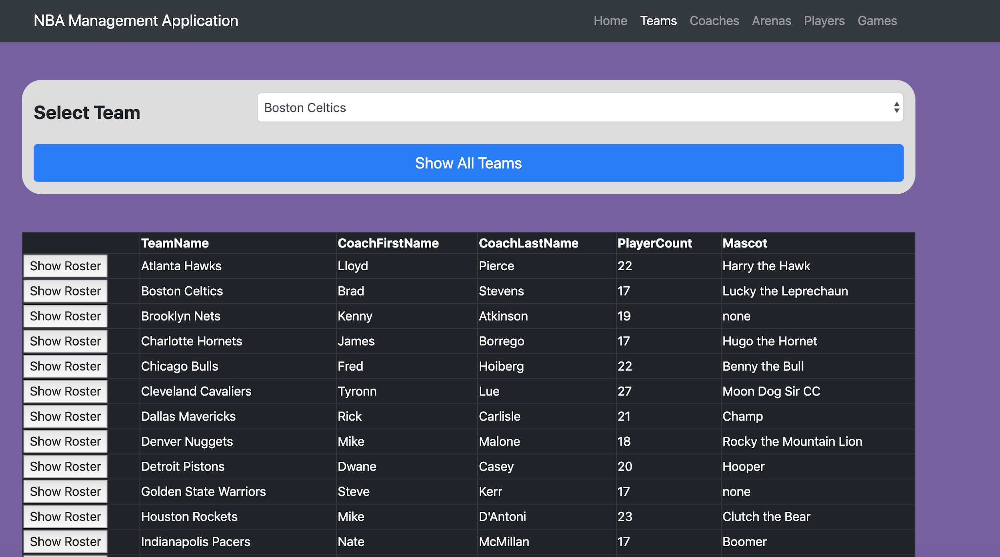 NBA Management Application Home Teams Coaches Arenas Players Games
Select Team Boston Celtics
Show All Teams
TeamName CoachFirstName CoachLastName PlayerCount Mascot
Show Roster Atlanta Hawks Lloyd Pierce 22 Harry the Hawk
Show Roster Boston Celtics Brad Stevens 17 Lucky the Leprechaun
Show Roster Brooklyn Nets Kenny Atkinson 19 none
Show Roster Charlotte Hornets James Borrego 17 Hugo the Hornet
Show Roster Chicago Bulls Fred Hoiberg 22 Benny the Bull
Show Roster Cleveland Cavaliers Tyronn Lue 27 Moon Dog Sir CC
Show Roster Dallas Mavericks Rick Carlisle 21 Champ
Show Roster Denver Nuggets Mike Malone 18 Rocky the Mountain Lion
Show Roster Detroit Pistons Dwane Casey 20 Hooper
Show Roster Golden State Warriors Steve Kerr 17 none
Show Roster Houston Rockets Mike D'Antoni 23 Clutch the Bear
Show Roster Indianapolis Pacers Nate McMillan 17 Boomer